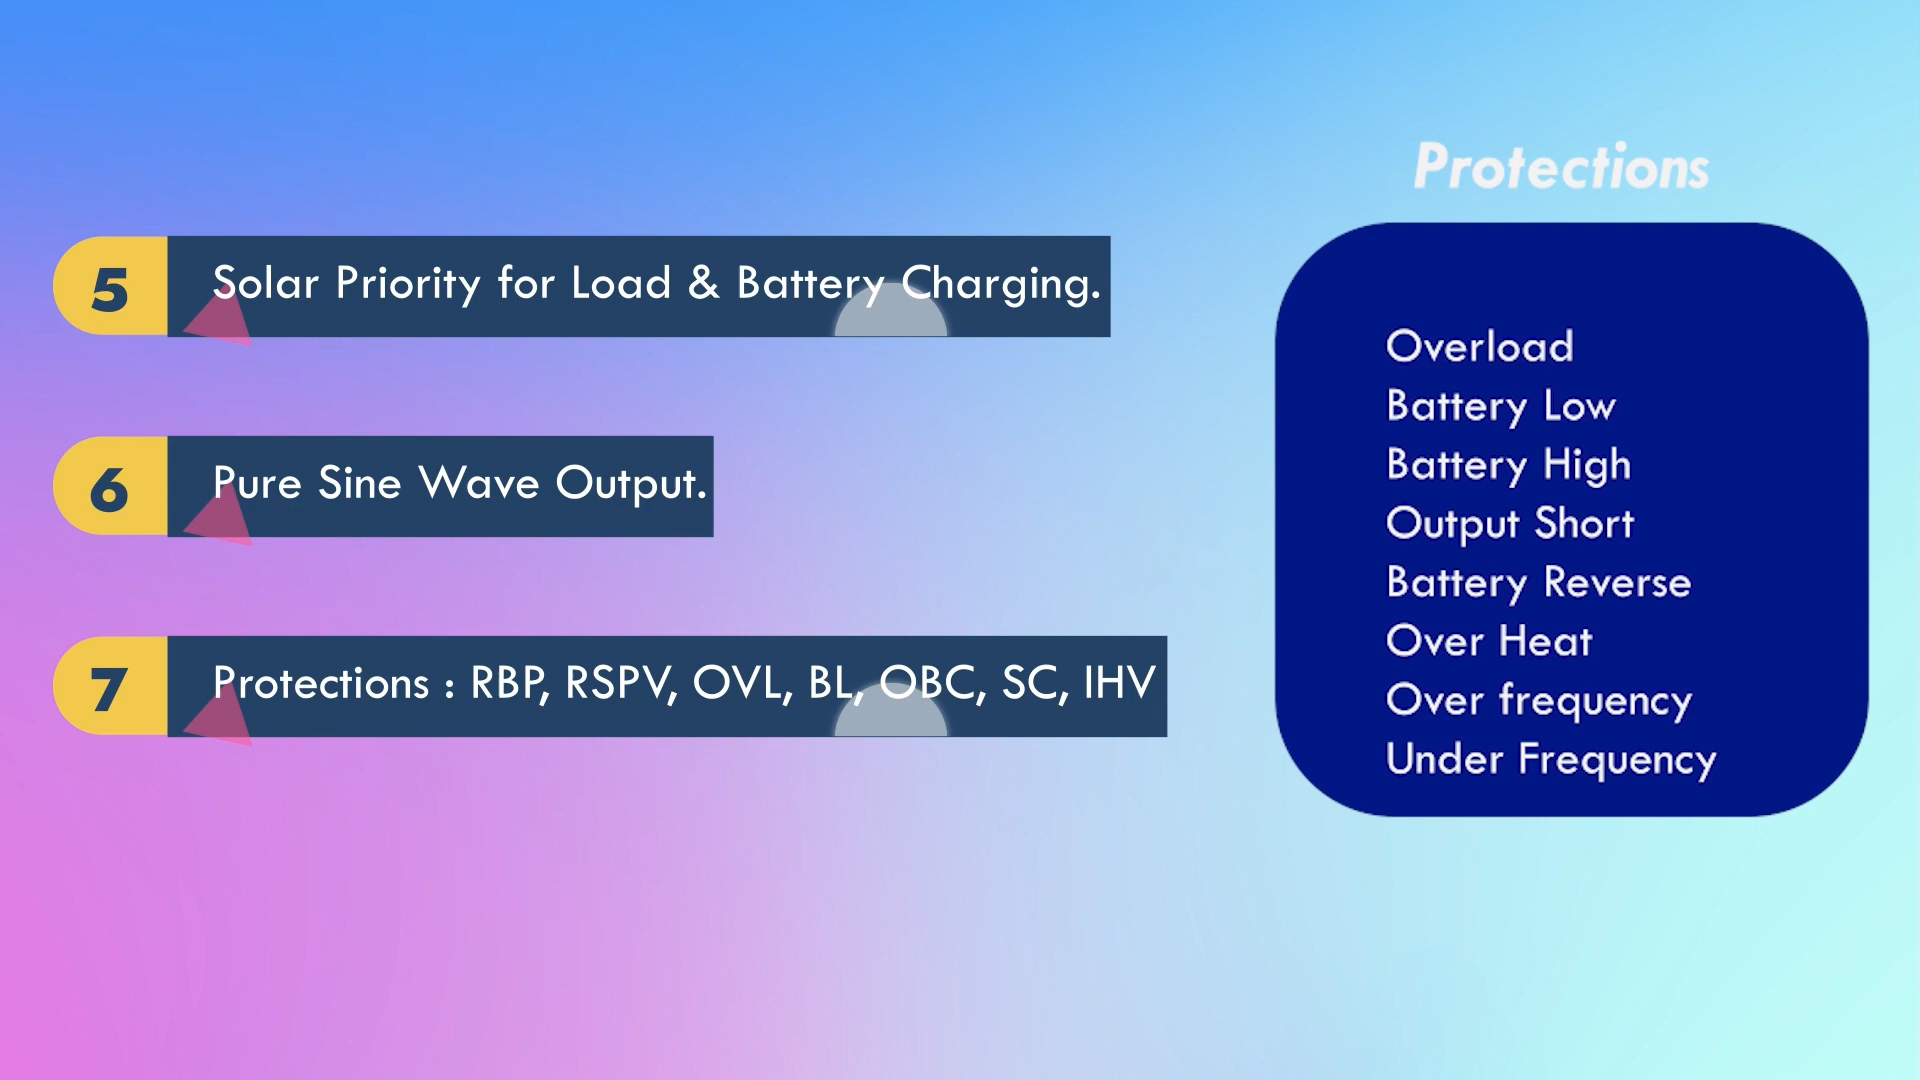 5 Solar Priority for Load & Battery Charging.
6 Pure Sine Wave Output.
7 Protections : RBP, RSPV, OVL, BL, OBC, SC, IHV
Protections
Overload
Battery Low
Battery High
Output Short
Battery Reverse
Over Heat
Over frequency
Under Frequency